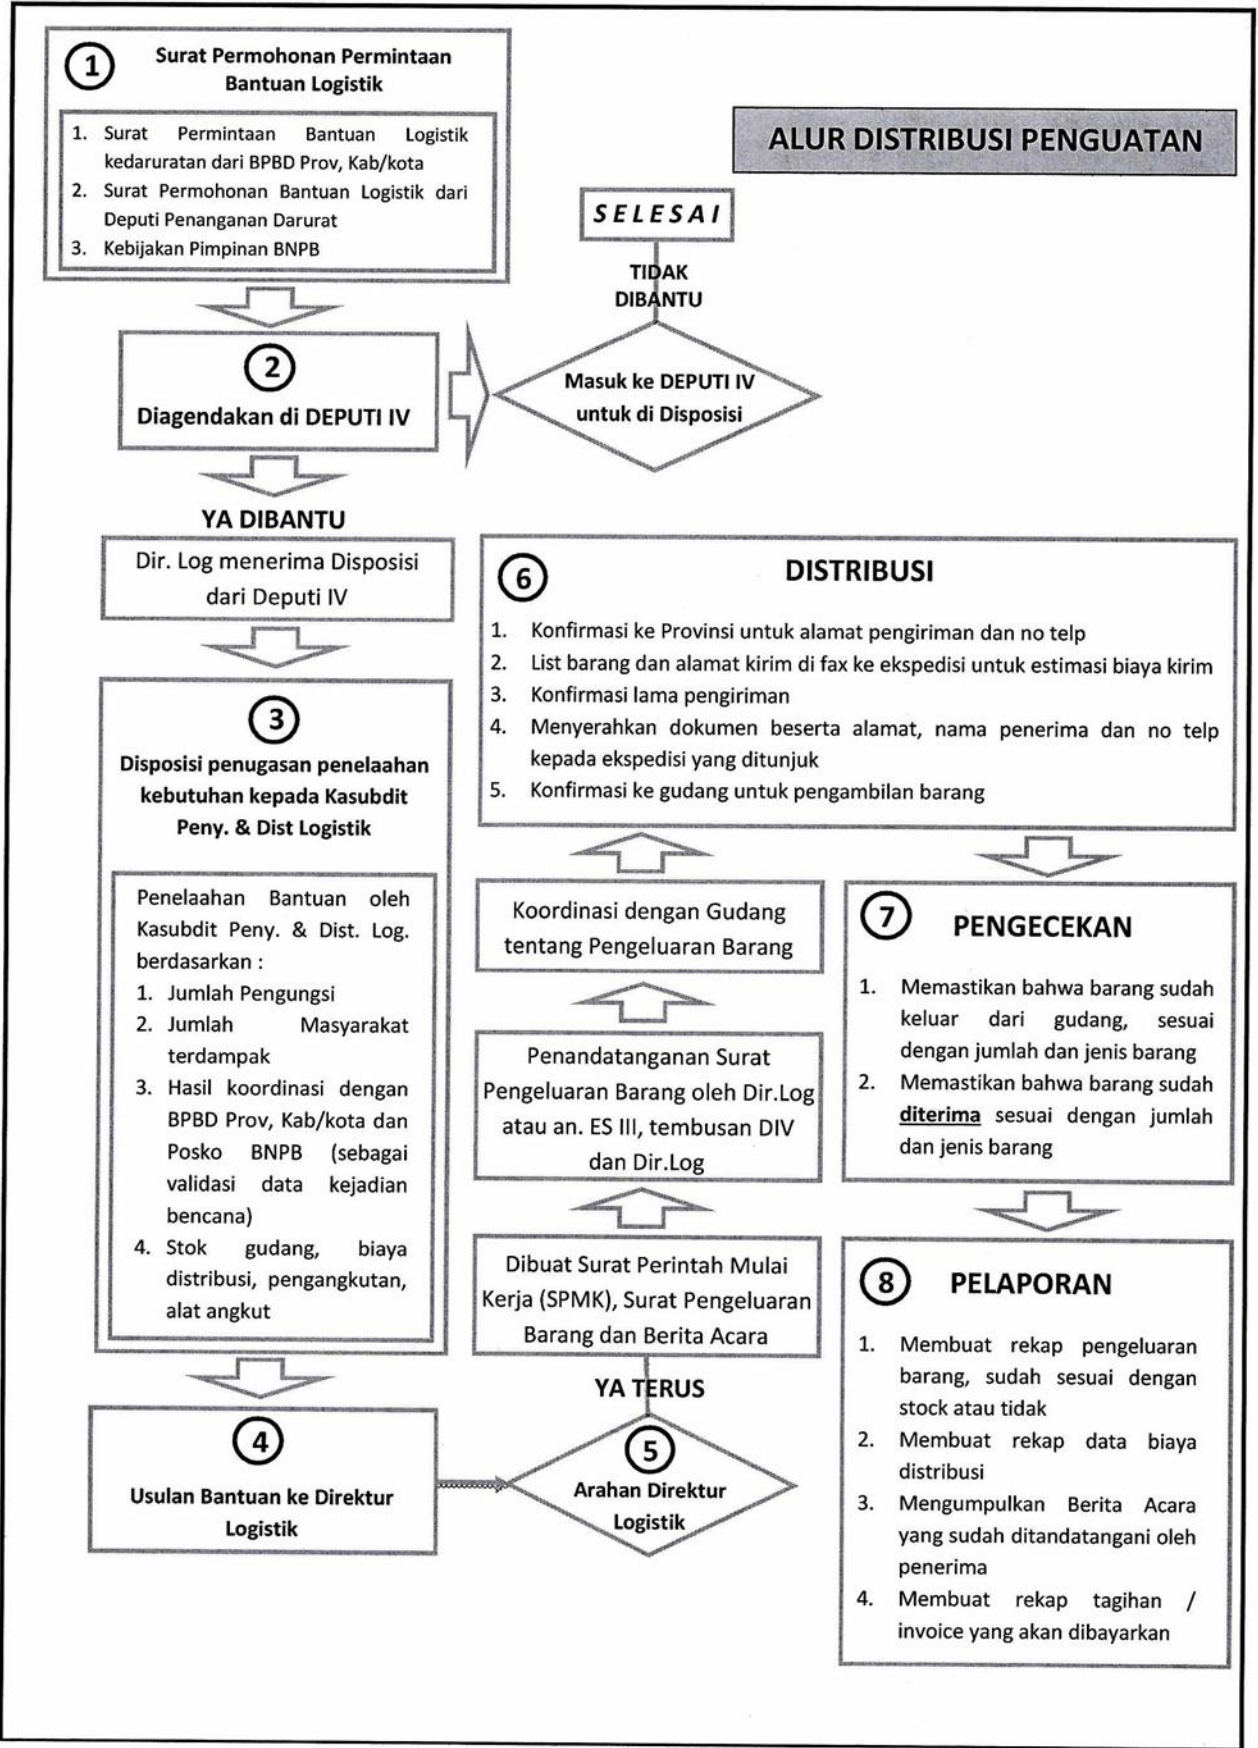 1
Surat Permohonan Permintaan
Bantuan Logistik
1. Surat Permintaan Bantuan Logistik
kedaruratan dari BPBD Prov, Kab/kota
2. Surat Permohonan Bantuan Logistik dari
Deputi Penanganan Darurat
3. Kebijakan Pimpinan BNPB
ALUR DISTRIBUSI PENGUATAN
SELESAI
TIDAK
DIBANTU
2
Diagendakan di DEPUTI IV
Masuk ke DEPUTI IV
untuk di Disposisi
YA DIBANTU
Dir. Log menerima Disposisi
dari Deputi IV
3
Disposisi penugasan penelaahan
kebutuhan kepada Kasubdit
Peny. & Dist Logistik
Penelaahan Bantuan oleh
Kasubdit Peny. & Dist. Log.
berdasarkan :
1. Jumlah Pengungsi
2. Jumlah Masyarakat
terdampak
3. Hasil koordinasi dengan
BPBD Prov, Kab/kota dan
Posko BNPB (sebagai
validasi data kejadian
bencana)
4. Stok gudang, biaya
distribusi, pengangkutan,
alat angkut
4
Usulan Bantuan ke Direktur
Logistik
5
Arahan Direktur
Logistik
YA TERUS
Dibuat Surat Perintah Mulai
Kerja (SPMK), Surat Pengeluaran
Barang dan Berita Acara
Penandatanganan Surat
Pengeluaran Barang oleh Dir.Log
atau an. ES III, tembusan DIV
dan Dir.Log
Koordinasi dengan Gudang
tentang Pengeluaran Barang
6
DISTRIBUSI
1. Konfirmasi ke Provinsi untuk alamat pengiriman dan no telp
2. List barang dan alamat kirim di fax ke ekspedisi untuk estimasi biaya kirim
3. Konfirmasi lama pengiriman
4. Menyerahkan dokumen beserta alamat, nama penerima dan no telp
kepada ekspedisi yang ditunjuk
5. Konfirmasi ke gudang untuk pengambilan barang
7
PENGECEKAN
1. Memastikan bahwa barang sudah
keluar dari gudang, sesuai
dengan jumlah dan jenis barang
2. Memastikan bahwa barang sudah
diterima sesuai dengan jumlah
dan jenis barang
8
PELAPORAN
1. Membuat rekap pengeluaran
barang, sudah sesuai dengan
stock atau tidak
2. Membuat rekap data biaya
distribusi
3. Mengumpulkan Berita Acara
yang sudah ditandatangani oleh
penerima
4. Membuat rekap tagihan /
invoice yang akan dibayarkan